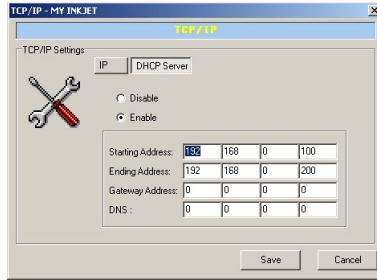 TCP/IP - MY INKJET
TCP/IP
TCP/IP Settings
IP DHCP Server
Disable
Enable
Starting Address: 192 168 0 100
Ending Address: 192 168 0 200
Gateway Address: 0 0 0 0
DNS : 0 0 0 0
Save Cancel